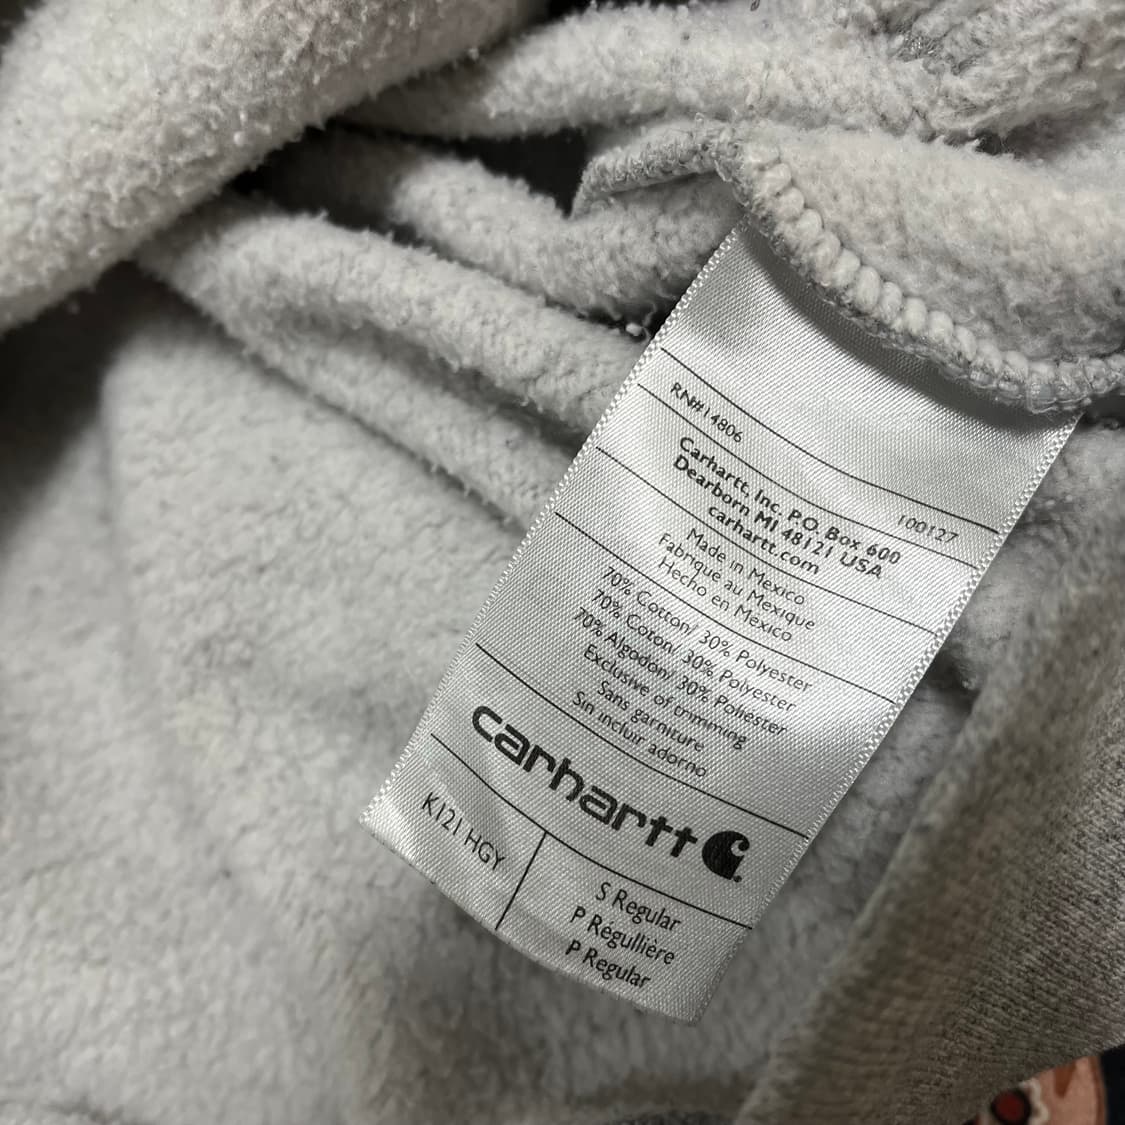 RN#14806
100127
Carhartt, Inc. P.O. Box 600
Dearborn MI 48121 USA
carhartt.com
Made in Mexico
Fabriqué au Mexique
Hecho en Mexico
70% Cotton/ 30% Polyester
70% Coton/ 30% Polyester
70% Algodon/ 30% Poliester
Exclusive of trimming
Sans garniture
Sin incluir adorno
carhartt
K121 HGY
S Regular
P Régullière
P Regular